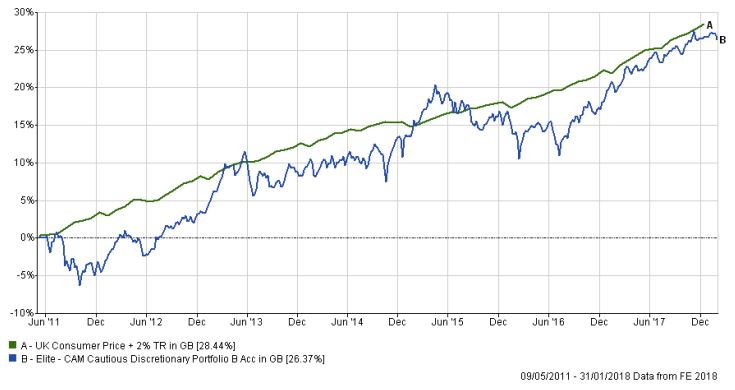 30%
25%
20%
15%
10%
5%
0%
-5%
-10%
A
B
Jun '11 Dec Jun '12 Dec Jun '13 Dec Jun '14 Dec Jun '15 Dec Jun '16 Dec Jun '17 Dec
A - UK Consumer Price + 2% TR in GB [28.44%]
B - Elite - CAM Cautious Discretionary Portfolio B Acc in GB [26.37%]
09/05/2011 - 31/01/2018 Data from FE 2018